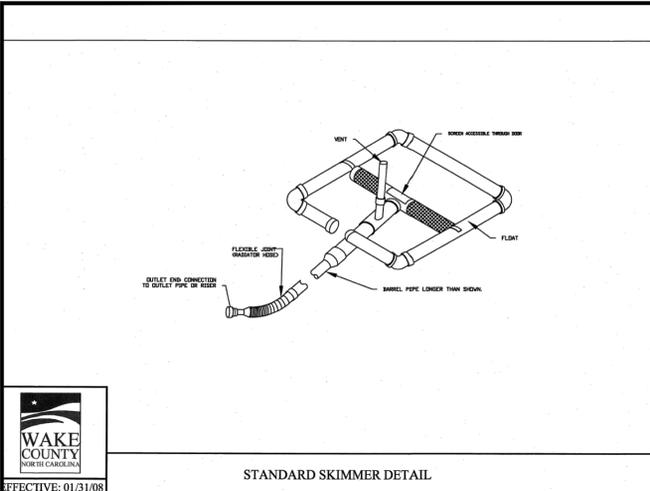 VENT
SCREEN ACCESSIBLE THROUGH DOOR
FLOAT
FLEXIBLE JOINT
(RADIATOR HOSE)
OUTLET END: CONNECTION
TO OUTLET PIPE OR RISER
BARREL PIPE LONGER THAN SHOWN.
WAKE
COUNTY
NORTH CAROLINA
STANDARD SKIMMER DETAIL
EFFECTIVE: 01/31/08